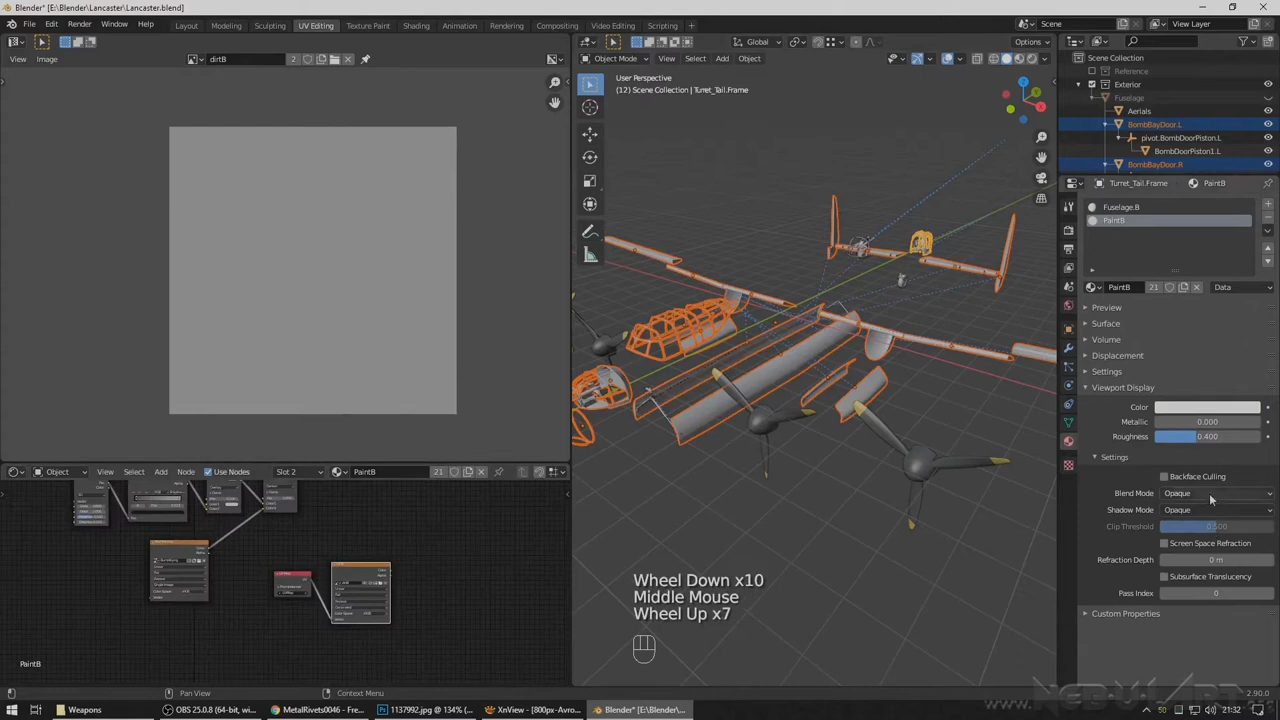 Blender* [E:\Blender\Lancaster\Lancaster.blend]
File Edit Render Window Help Layout Modeling Sculpting UV Editing Texture Paint Shading Animation Rendering Compositing Video Editing Scripting + Scene View Layer
Global Options
View Image dirtB 2
Object Mode View Select Add Object
User Perspective
(12) Scene Collection | Turret_Tail.Frame
Scene Collection
Reference
Exterior
Fuselage
Aerials
BombBayDoor.L
pivot.BombDoorPiston.L
BombDoorPiston1.L
BombBayDoor.R
Turret_Tail.Frame PaintB
Fuselage.B
PaintB
PaintB 21 Data
Preview
Surface
Volume
Displacement
Settings
Viewport Display
Color
Metallic 0.000
Roughness 0.400
Settings
Backface Culling
Blend Mode Opaque
Shadow Mode Opaque
Clip Threshold 0.500
Screen Space Refraction
Refraction Depth 0 m
Subsurface Translucency
Pass Index 0
Custom Properties
Object View Select Add Node Use Nodes Slot 2 PaintB 21
Wheel Down x10
Middle Mouse
Wheel Up x7
PaintB
Select Pan View Context Menu 2.90.0
NEBULART
www.
Weapons OBS 25.0.8 (64-bit, w... MetalRivets0046 - Fre... 1137992.jpg @ 134% (... XnView - [800px-Avro... Blender* [E:\Blender\... 50 21:32